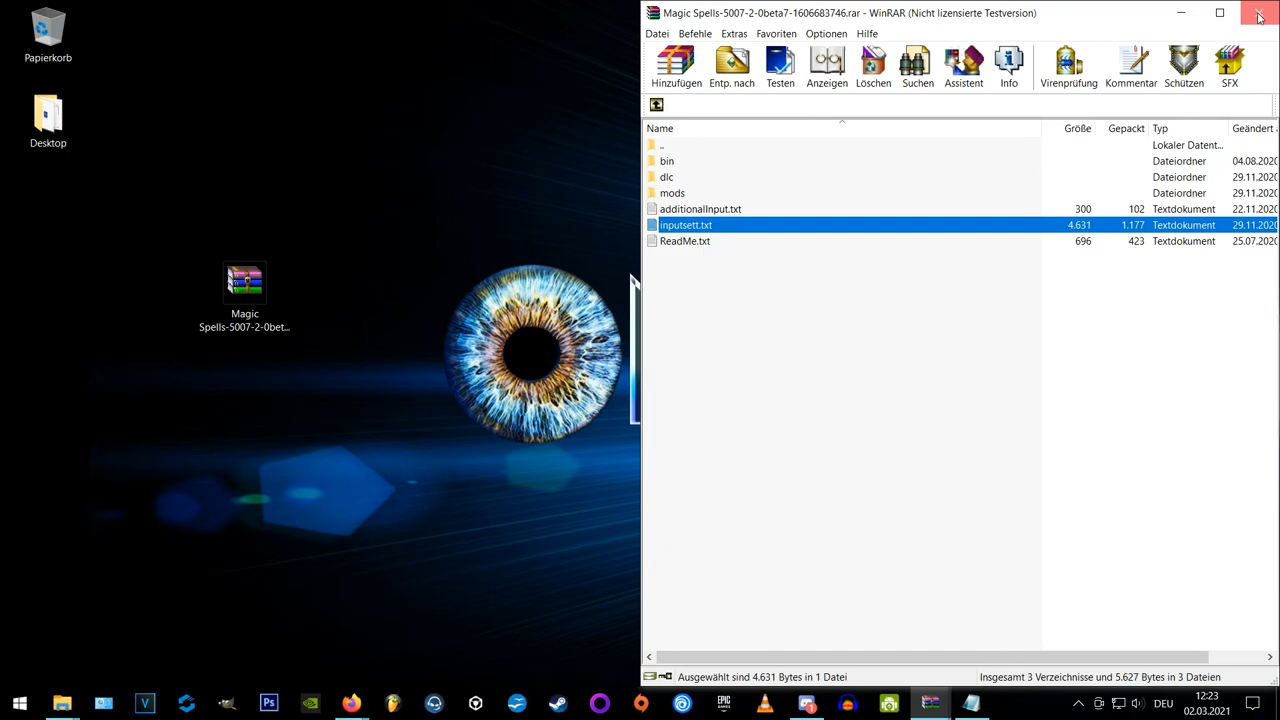 Papierkorb
Desktop
Magic
Spells-5007-2-0bet...
Magic Spells-5007-2-0beta7-1606683746.rar - WinRAR (Nicht lizensierte Testversion)
Datei Befehle Extras Favoriten Optionen Hilfe
Hinzufügen Entp. nach Testen Anzeigen Löschen Suchen Assistent Info Virenprüfung Kommentar Schützen SFX
Name Größe Gepackt Typ Geändert
.. Lokaler Datent...
bin Dateiordner 04.08.2020
dlc Dateiordner 29.11.2020
mods Dateiordner 29.11.2020
additionalInput.txt 300 102 Textdokument 22.11.2020
inputsett.txt 4.631 1.177 Textdokument 29.11.2020
ReadMe.txt 696 423 Textdokument 25.07.2020
Ausgewählt sind 4.631 Bytes in 1 Datei Insgesamt 3 Verzeichnisse und 5.627 Bytes in 3 Dateien
V Ps EPIC GAMES DEU 12:23
02.03.2021